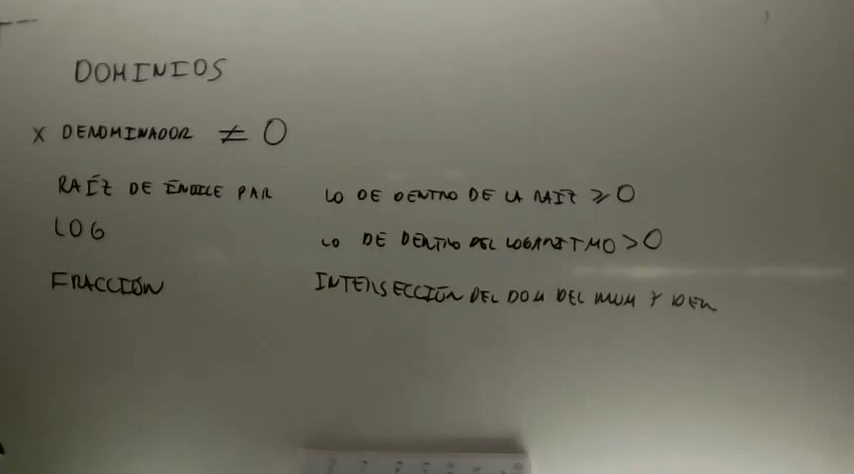 DOMINIOS
X DENOMINADOR ≠ 0
RAÍZ DE ÍNDICE PAR LO DE DENTRO DE LA RAÍZ ≥ 0
LOG LO DE DENTRO DEL LOGARITMO > 0
FRACCIÓN INTERSECCIÓN DEL DOM DEL NUM Y DEN